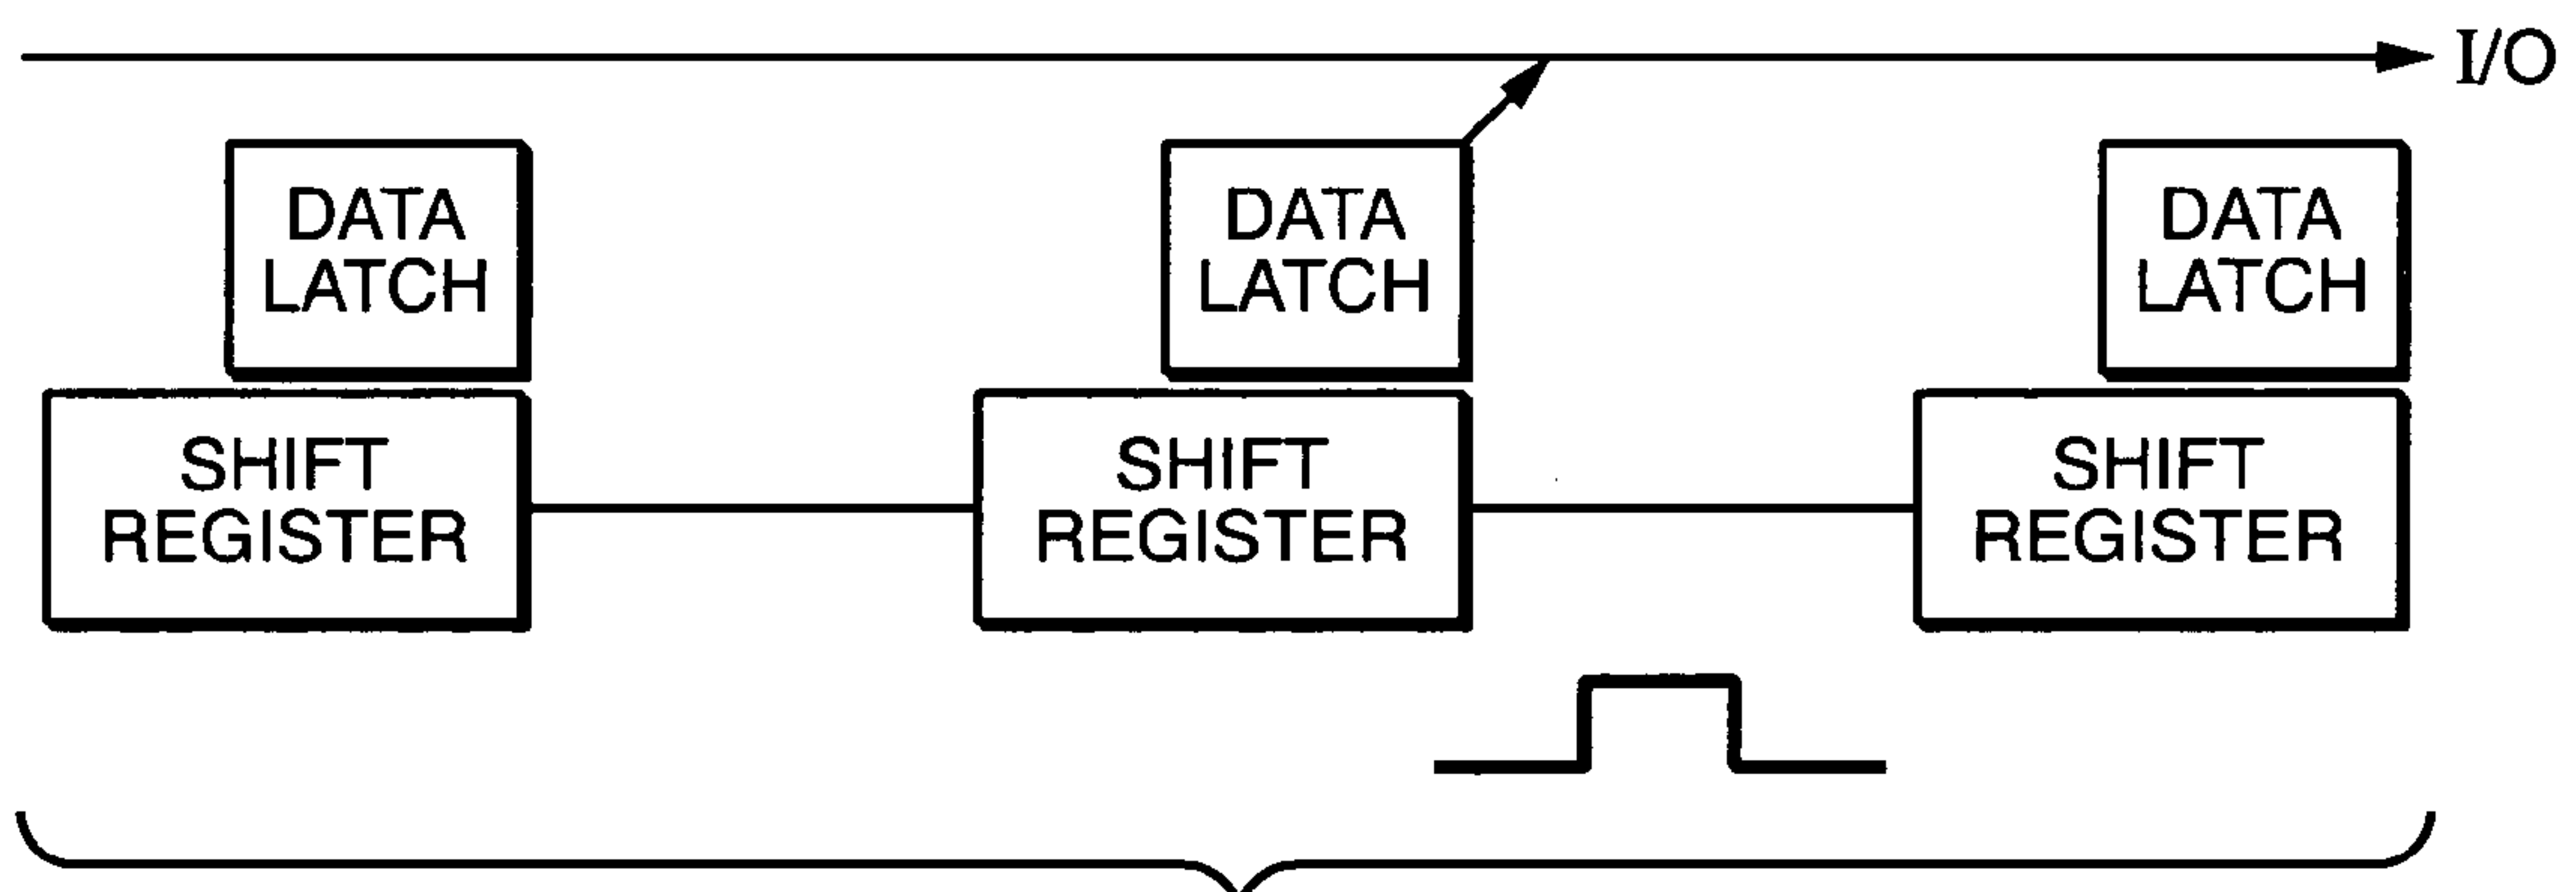 I/O
DATA
LATCH
DATA
LATCH
DATA
LATCH
SHIFT
REGISTER
SHIFT
REGISTER
SHIFT
REGISTER